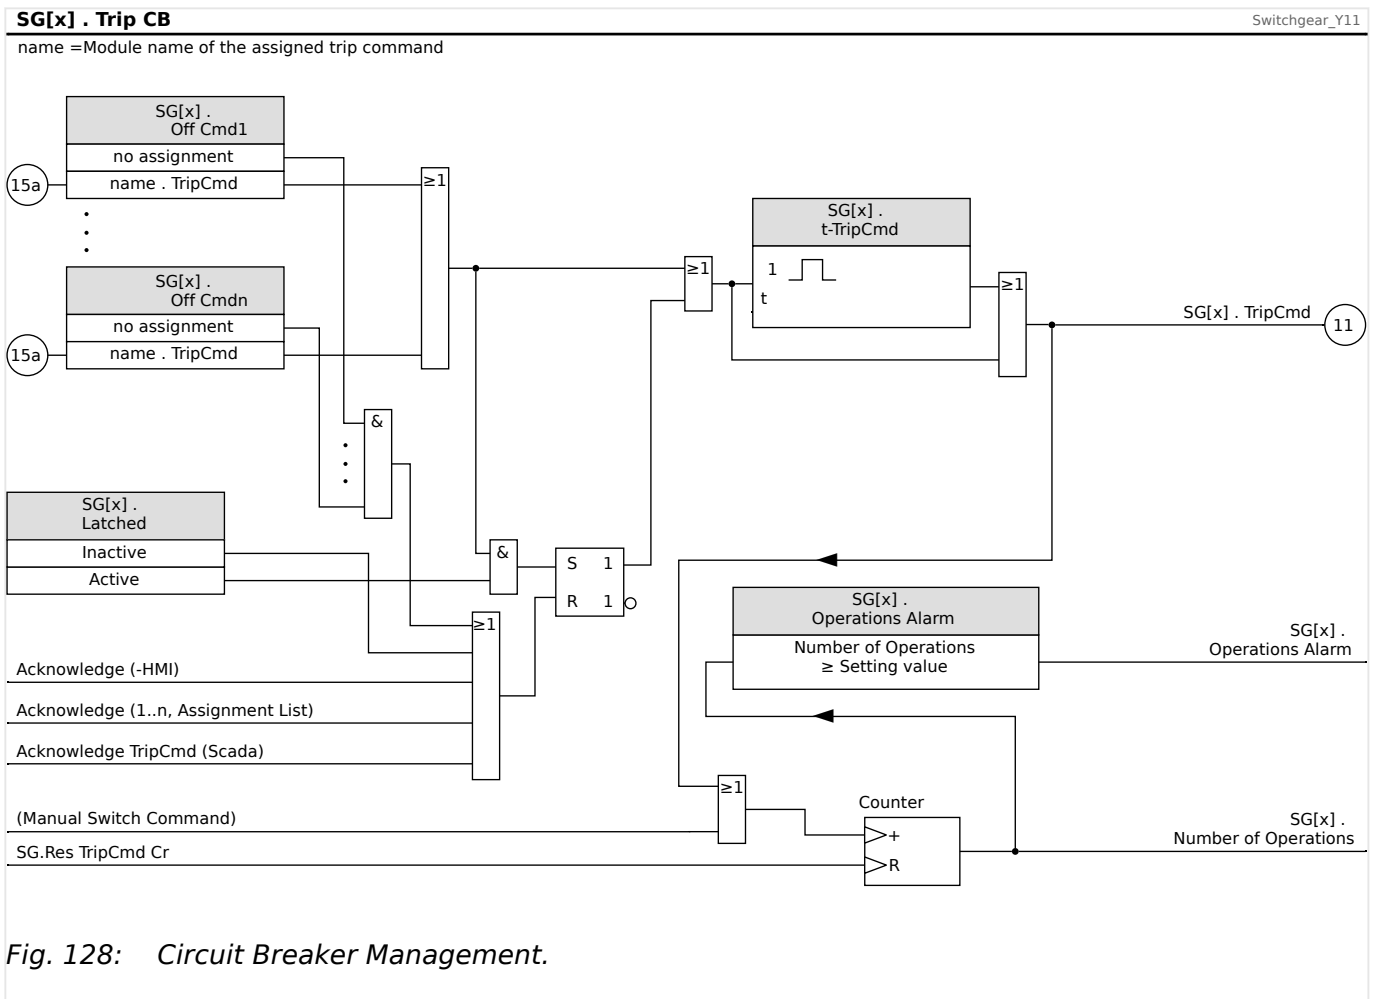 SG[x] . Trip CB
Switchgear_Y11
name =Module name of the assigned trip command
SG[x] .
Off Cmd1
no assignment
15a
name . TripCmd
≥1
SG[x] .
Off Cmdn
no assignment
15a
name . TripCmd
≥1
SG[x] .
t-TripCmd
1
t
≥1
SG[x] . TripCmd
11
&
SG[x] .
Latched
Inactive
Active
&
S 1
R 1
≥1
Acknowledge (-HMI)
Acknowledge (1..n, Assignment List)
Acknowledge TripCmd (Scada)
SG[x] .
Operations Alarm
Number of Operations
≥ Setting value
SG[x] .
Operations Alarm
≥1
(Manual Switch Command)
SG.Res TripCmd Cr
Counter
+
R
SG[x] .
Number of Operations
Fig. 128: Circuit Breaker Management.